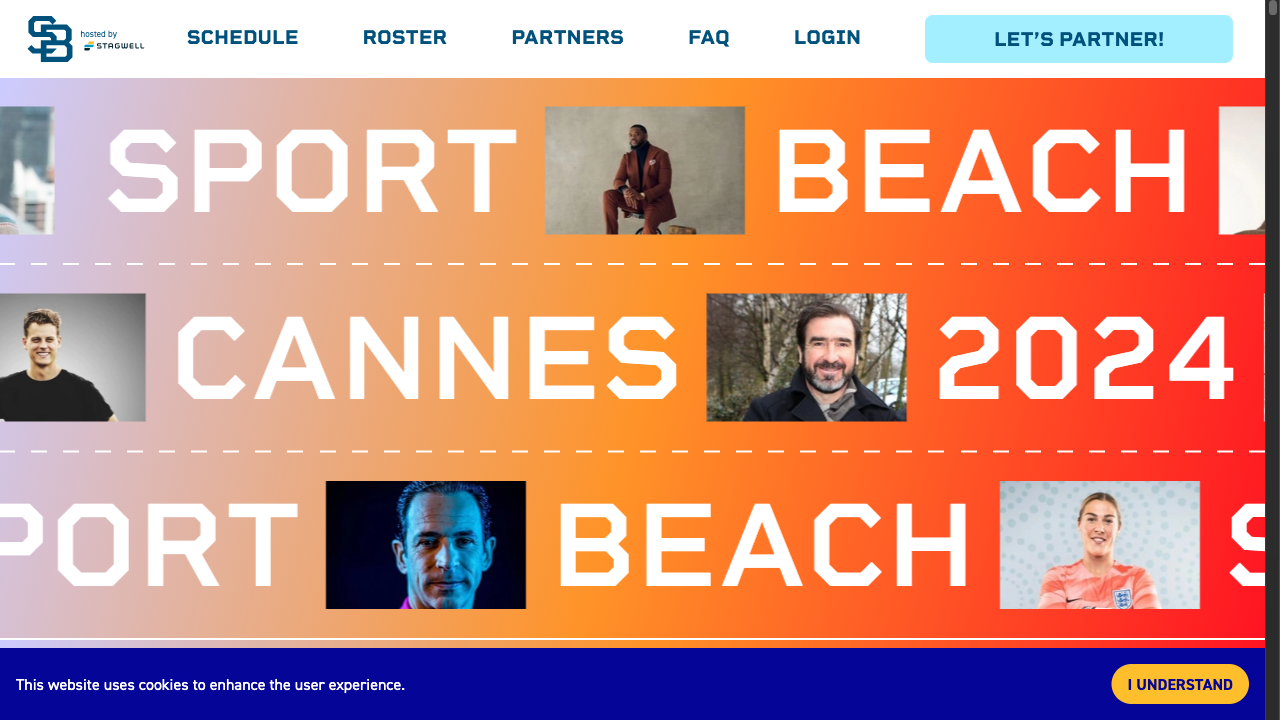 SB hosted by STAGWELL SCHEDULE ROSTER PARTNERS FAQ LOGIN LET'S PARTNER!
SPORT BEACH
CANNES 2024
PORT BEACH S
This website uses cookies to enhance the user experience. I UNDERSTAND